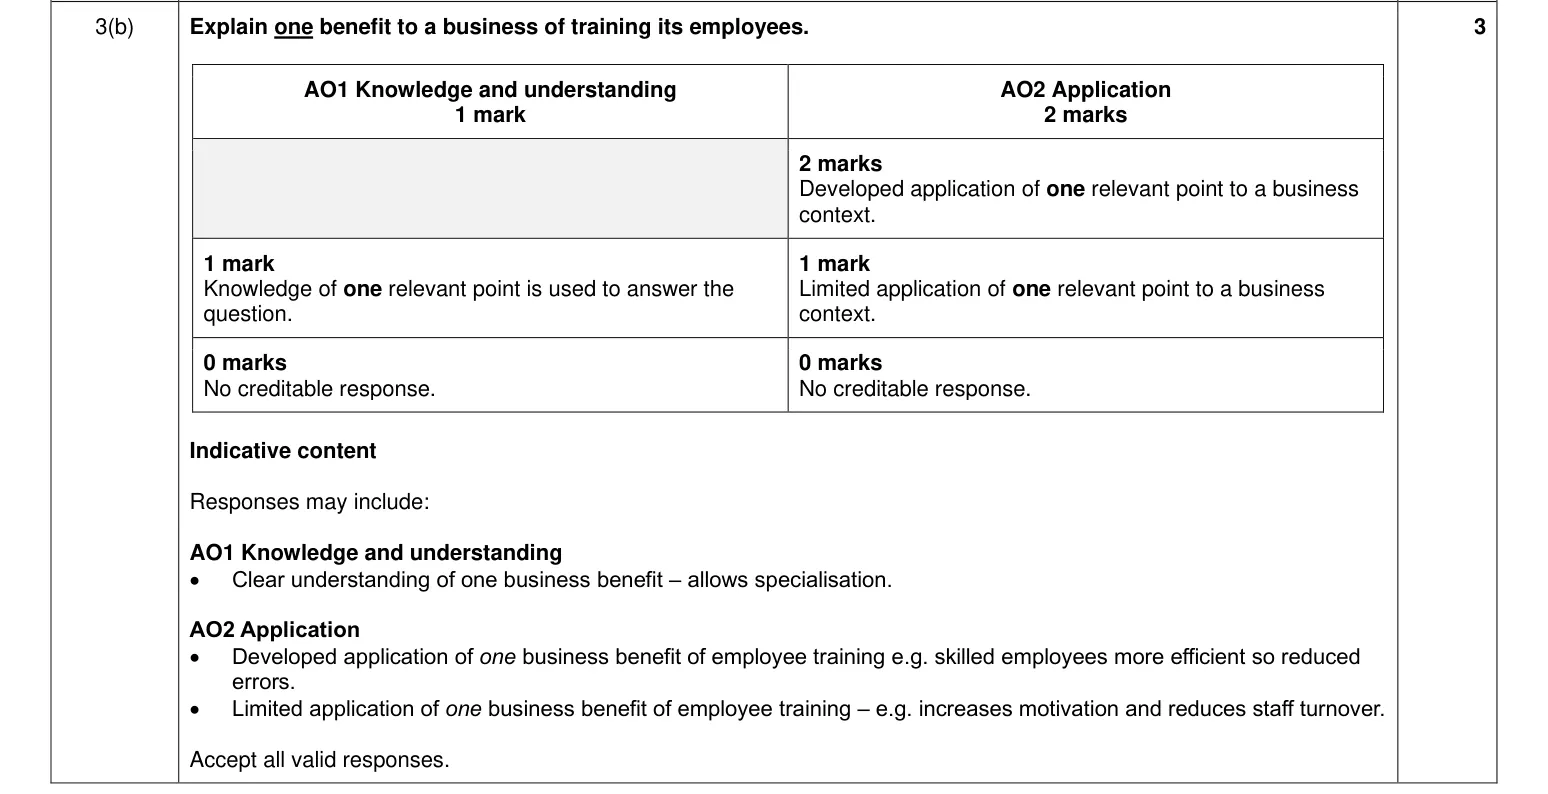 3(b) Explain one benefit to a business of training its employees. 3
AO1 Knowledge and understanding
1 mark
AO2 Application
2 marks
2 marks
Developed application of one relevant point to a business
context.
1 mark
Knowledge of one relevant point is used to answer the
question.
1 mark
Limited application of one relevant point to a business
context.
0 marks
No creditable response.
0 marks
No creditable response.
Indicative content
Responses may include:
AO1 Knowledge and understanding
• Clear understanding of one business benefit – allows specialisation.
AO2 Application
• Developed application of one business benefit of employee training e.g. skilled employees more efficient so reduced
errors.
• Limited application of one business benefit of employee training – e.g. increases motivation and reduces staff turnover.
Accept all valid responses.